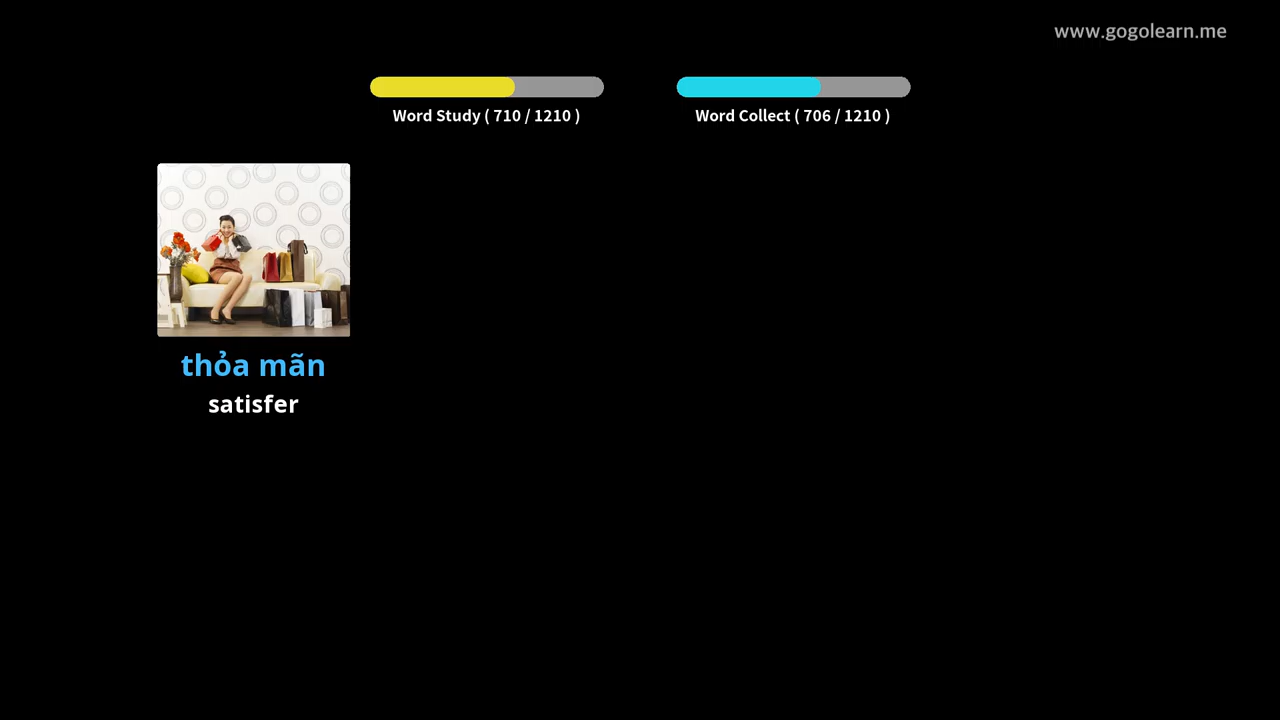 www.gogolearn.me
Word Study ( 710 / 1210 )
Word Collect ( 706 / 1210 )
thỏa mãn
satisfer